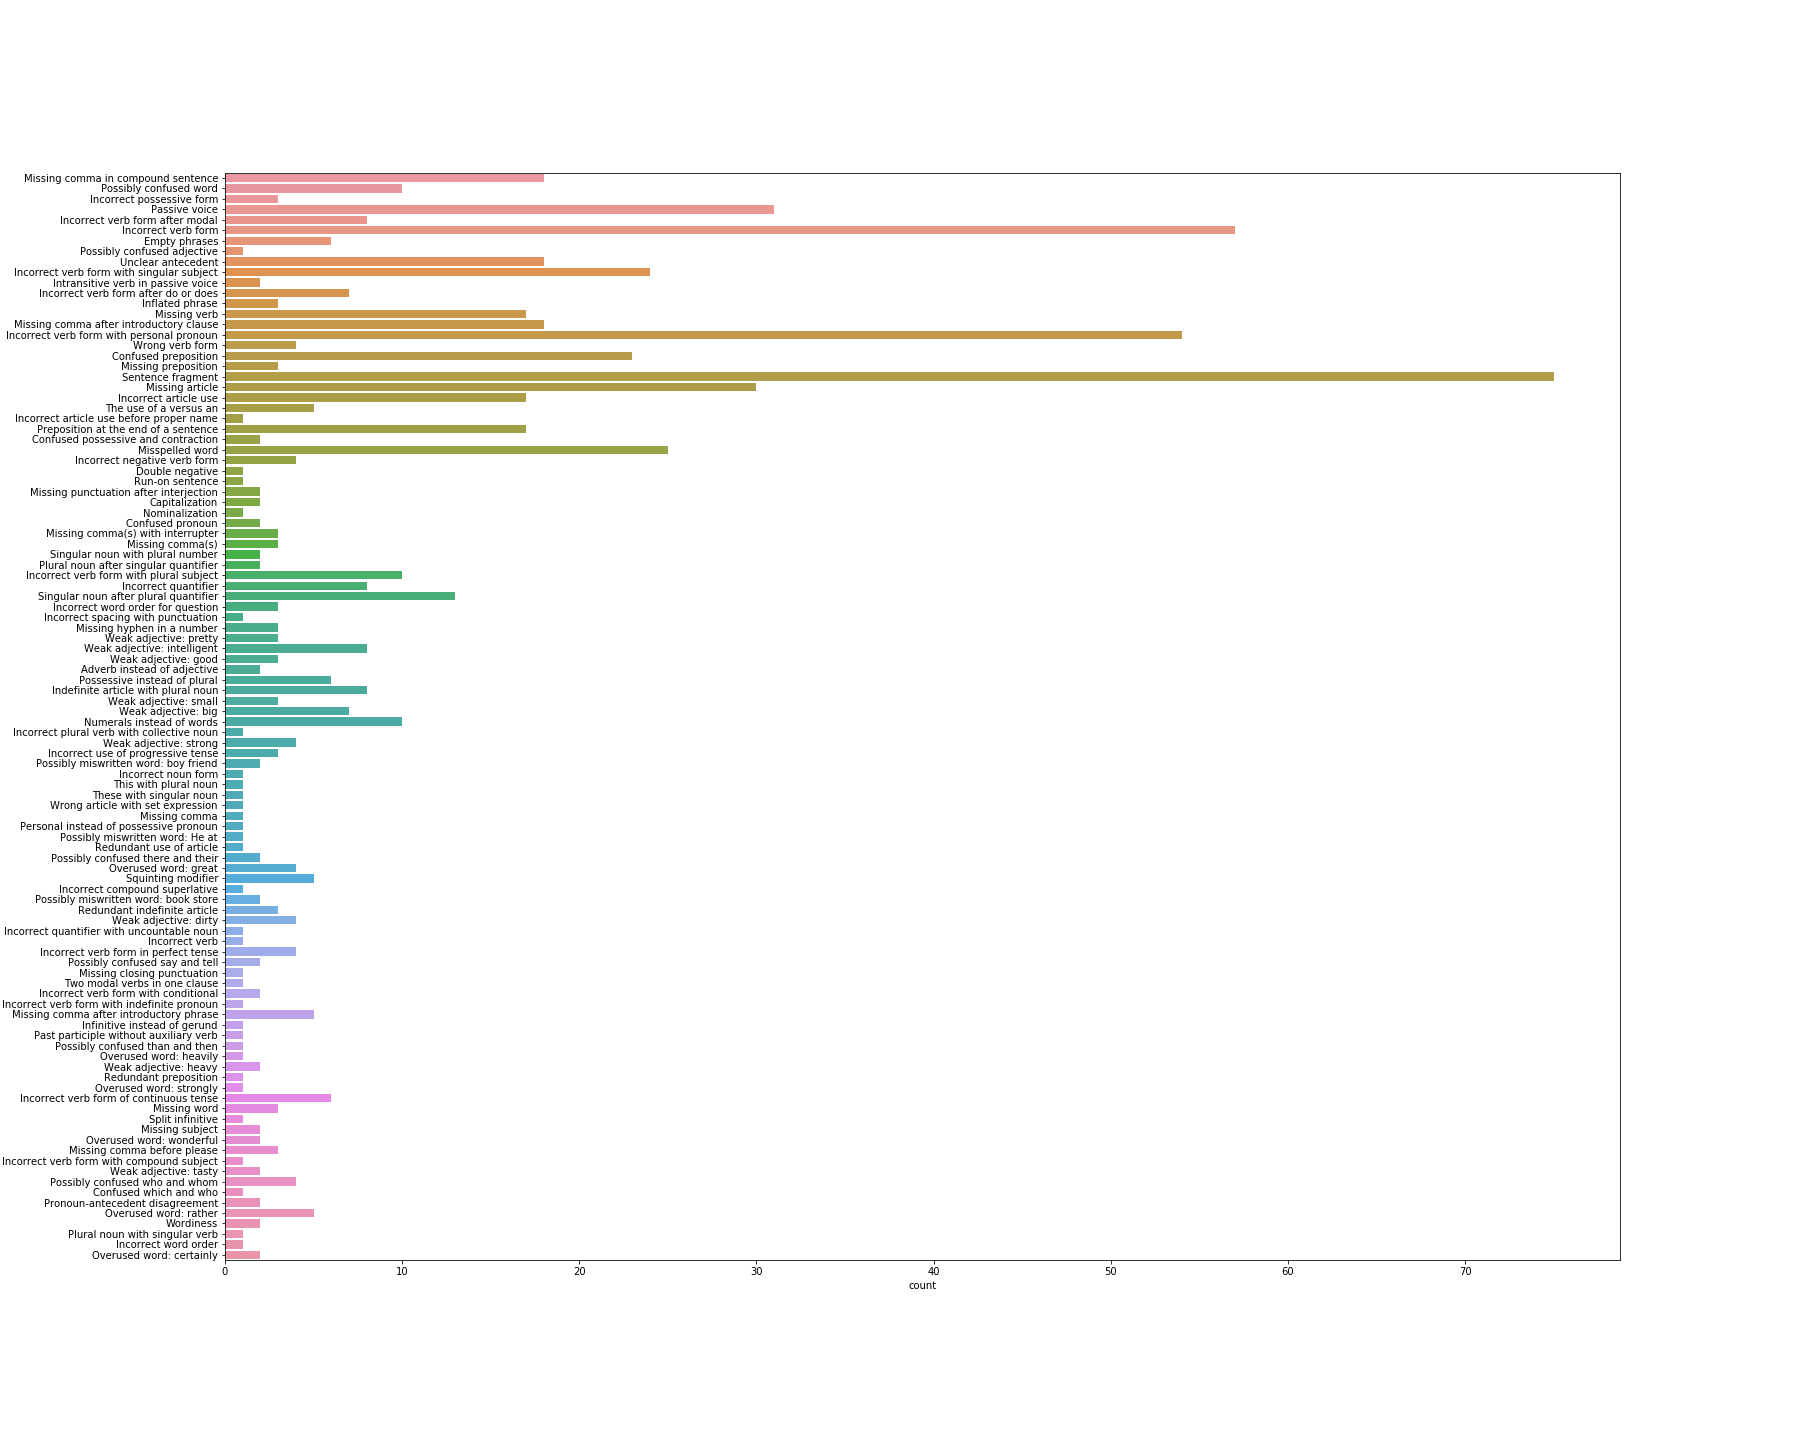 Missing comma in compound sentence
Possibly confused word
Incorrect possessive form
Passive voice
Incorrect verb form after modal
Incorrect verb form
Empty phrases
Possibly confused adjective
Unclear antecedent
Incorrect verb form with singular subject
Intransitive verb in passive voice
Incorrect verb form after do or does
Inflated phrase
Missing verb
Missing comma after introductory clause
Incorrect verb form with personal pronoun
Wrong verb form
Confused preposition
Missing preposition
Sentence fragment
Missing article
Incorrect article use
The use of a versus an
Incorrect article use before proper name
Preposition at the end of a sentence
Confused possessive and contraction
Misspelled word
Incorrect negative verb form
Double negative
Run-on sentence
Missing punctuation after interjection
Capitalization
Nominalization
Confused pronoun
Missing comma(s) with interrupter
Missing comma(s)
Singular noun with plural number
Plural noun after singular quantifier
Incorrect verb form with plural subject
Incorrect quantifier
Singular noun after plural quantifier
Incorrect word order for question
Incorrect spacing with punctuation
Missing hyphen in a number
Weak adjective: pretty
Weak adjective: intelligent
Weak adjective: good
Adverb instead of adjective
Possessive instead of plural
Indefinite article with plural noun
Weak adjective: small
Weak adjective: big
Numerals instead of words
Incorrect plural verb with collective noun
Weak adjective: strong
Incorrect use of progressive tense
Possibly miswritten word: boy friend
Incorrect noun form
This with plural noun
These with singular noun
Wrong article with set expression
Missing comma
Personal instead of possessive pronoun
Possibly miswritten word: He at
Redundant use of article
Possibly confused there and their
Overused word: great
Squinting modifier
Incorrect compound superlative
Possibly miswritten word: book store
Redundant indefinite article
Weak adjective: dirty
Incorrect quantifier with uncountable noun
Incorrect verb
Incorrect verb form in perfect tense
Possibly confused say and tell
Missing closing punctuation
Two modal verbs in one clause
Incorrect verb form with conditional
Incorrect verb form with indefinite pronoun
Missing comma after introductory phrase
Infinitive instead of gerund
Past participle without auxiliary verb
Possibly confused than and then
Overused word: heavily
Weak adjective: heavy
Redundant preposition
Overused word: strongly
Incorrect verb form of continuous tense
Missing word
Split infinitive
Missing subject
Overused word: wonderful
Missing comma before please
Incorrect verb form with compound subject
Weak adjective: tasty
Possibly confused who and whom
Confused which and who
Pronoun-antecedent disagreement
Overused word: rather
Wordiness
Plural noun with singular verb
Incorrect word order
Overused word: certainly
0 10 20 30 40 50 60 70
count